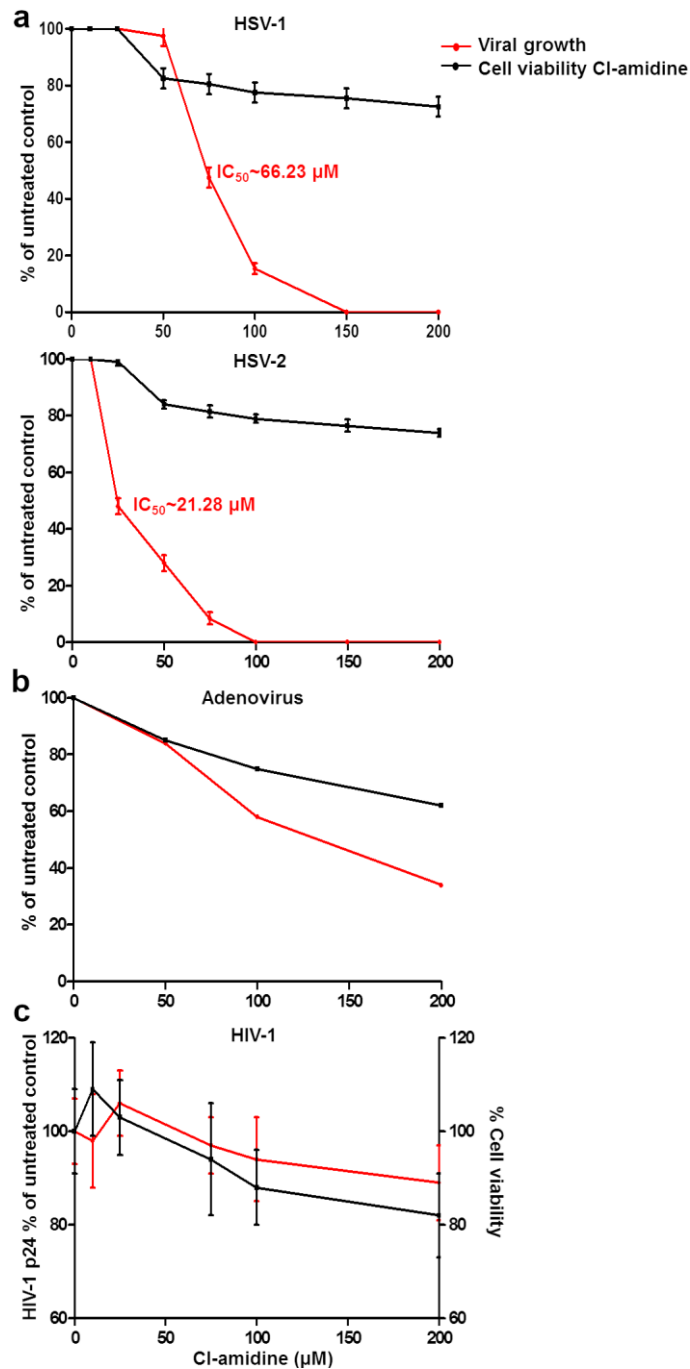 a
HSV-1
Viral growth
Cell viability Cl-amidine
% of untreated control
100
80
60
40
20
0
IC50~66.23 µM
0 50 100 150 200
HSV-2
% of untreated control
100
80
60
40
20
0
IC50~21.28 µM
0 50 100 150 200
b
Adenovirus
% of untreated control
100
80
60
40
20
0
0 50 100 150 200
c
HIV-1
HIV-1 p24 % of untreated control
120
100
80
60
120
100
80
60
% Cell viability
0 50 100 150 200
Cl-amidine (µM)